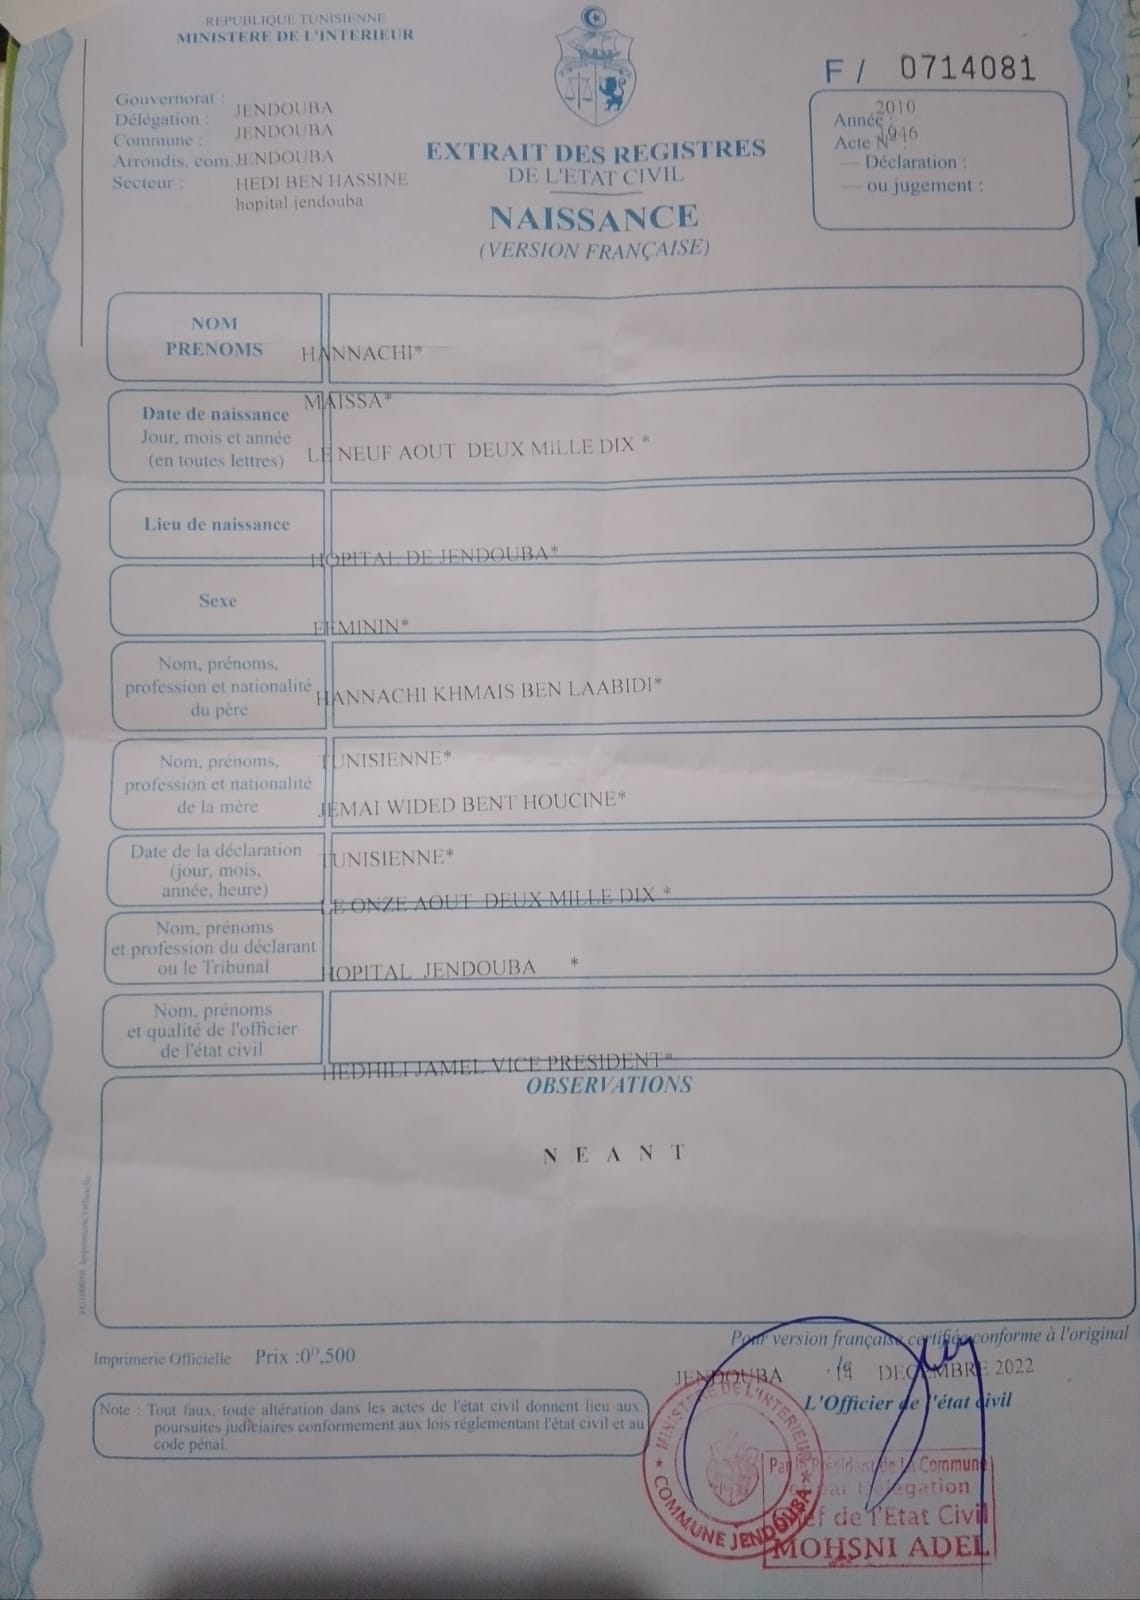 REPUBLIQUE TUNISIENNE
MINISTERE DE L'INTERIEUR
F / 0714081
Gouvernorat : JENDOUBA
Délégation : JENDOUBA
Commune :
Arrondis. com. JENDOUBA
Secteur : HEDI BEN HASSINE
hopital jendouba
2010
Année :
Acte N° 1946
— Déclaration :
— ou jugement :
EXTRAIT DES REGISTRES
DE L'ETAT CIVIL
NAISSANCE
(VERSION FRANÇAISE)
NOM
PRENOMS
HANNACHI*
MAISSA*
Date de naissance
Jour, mois et année
(en toutes lettres)
LE NEUF AOUT DEUX MILLE DIX *
Lieu de naissance
HOPITAL DE JENDOUBA*
Sexe
FEMININ*
Nom, prénoms,
profession et nationalité
du père
HANNACHI KHMAIS BEN LAABIDI*
TUNISIENNE*
Nom, prénoms,
profession et nationalité
de la mère
JEMAI WIDED BENT HOUCINE*
TUNISIENNE*
Date de la déclaration
(jour, mois,
année, heure)
LE ONZE AOUT DEUX MILLE DIX *
Nom, prénoms
et profession du déclarant
ou le Tribunal
HOPITAL JENDOUBA *
Nom, prénoms
et qualité de l'officier
de l'état civil
HEDHILI JAMEL VICE PRESIDENT*
OBSERVATIONS
N E A N T
Imprimerie Officielle Prix :0ᴰ,500
Pour version française certifiée conforme à l'original
JENDOUBA 19 DECEMBRE 2022
L'Officier de l'état civil
Note : Tout faux, toute altération dans les actes de l'état civil donnent lieu aux
poursuites judiciaires conformement aux lois réglementant l'état civil et au
code pénal.
MINISTERE DE L'INTERIEUR
* COMMUNE JENDOUBA *
Par le Président de la Commune
par Délégation
Chef de l'Etat Civil
MOHSNI ADEL